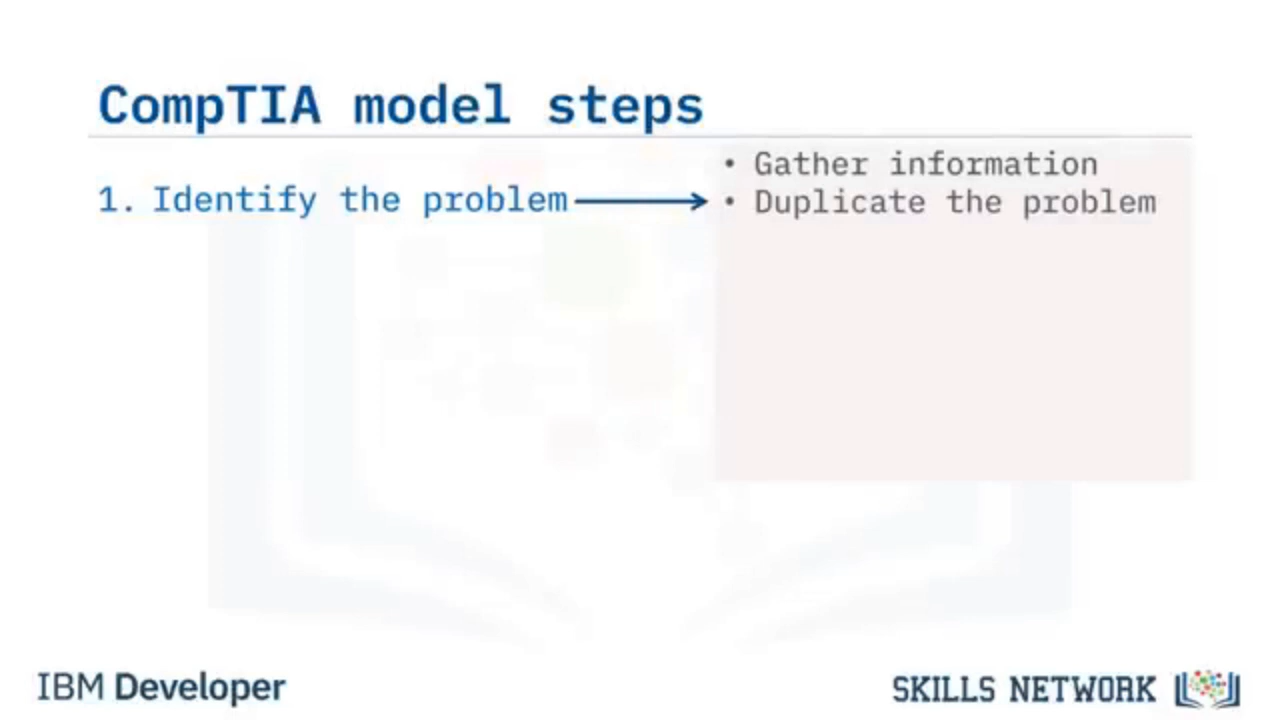 CompTIA model steps
1. Identify the problem
• Gather information
• Duplicate the problem
IBM Developer
SKILLS NETWORK